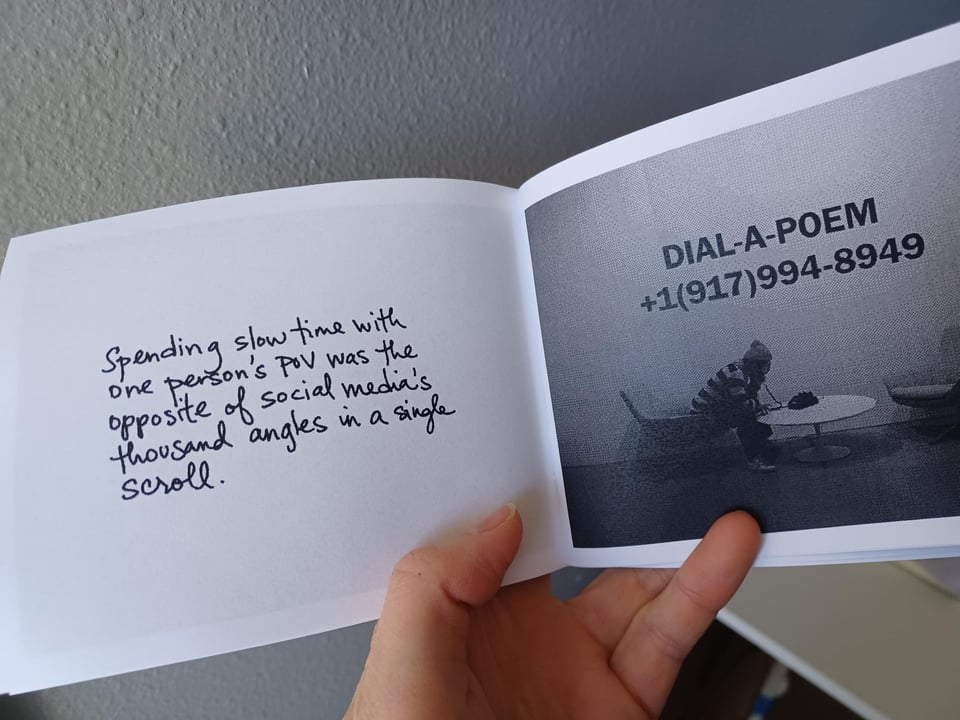 Spending slow time with
one person's PoV was the
opposite of social media's
thousand angles in a single
scroll.
DIAL-A-POEM
+1(917)994-8949